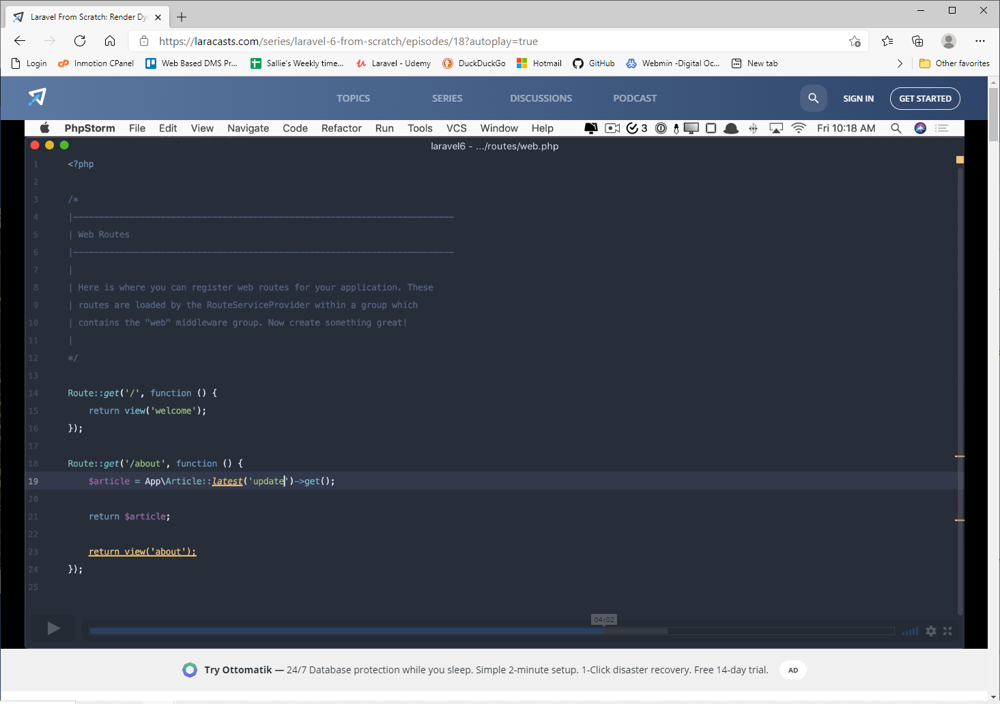 Laravel From Scratch: Render Dy
https://laracasts.com/series/laravel-6-from-scratch/episodes/18?autoplay=true
Login Inmotion CPanel Web Based DMS Pr... Sallie's Weekly time... Laravel - Udemy DuckDuckGo Hotmail GitHub Webmin -Digital Oc... New tab Other favorites
TOPICS SERIES DISCUSSIONS PODCAST SIGN IN GET STARTED
PhpStorm File Edit View Navigate Code Refactor Run Tools VCS Window Help 3 Fri 10:18 AM
laravel6 - .../routes/web.php
1 <?php
2
3 /*
4 |--------------------------------------------------------------------------
5 | Web Routes
6 |--------------------------------------------------------------------------
7 |
8 | Here is where you can register web routes for your application. These
9 | routes are loaded by the RouteServiceProvider within a group which
10 | contains the "web" middleware group. Now create something great!
11 |
12 */
13
14 Route::get('/', function () {
15 return view('welcome');
16 });
17
18 Route::get('/about', function () {
19 $article = App\Article::latest('update')->get();
20
21 return $article;
22
23 return view('about');
24 });
25
04:02
Try Ottomatik — 24/7 Database protection while you sleep. Simple 2-minute setup. 1-Click disaster recovery. Free 14-day trial. AD